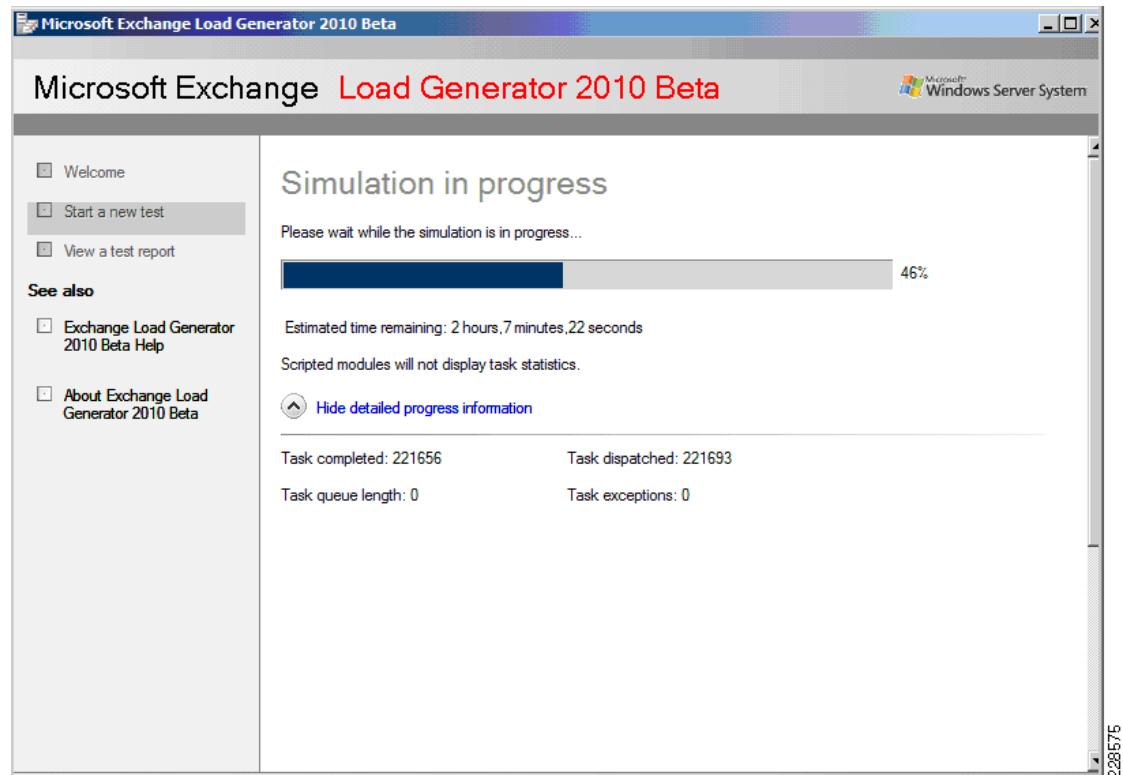 Microsoft Exchange Load Generator 2010 Beta
Microsoft Exchange Load Generator 2010 Beta
Microsoft
Windows Server System
Welcome
Start a new test
View a test report
See also
Exchange Load Generator
2010 Beta Help
About Exchange Load
Generator 2010 Beta
Simulation in progress
Please wait while the simulation is in progress...
46%
Estimated time remaining: 2 hours,7 minutes,22 seconds
Scripted modules will not display task statistics.
Hide detailed progress information
Task completed: 221656
Task dispatched: 221693
Task queue length: 0
Task exceptions: 0
228575